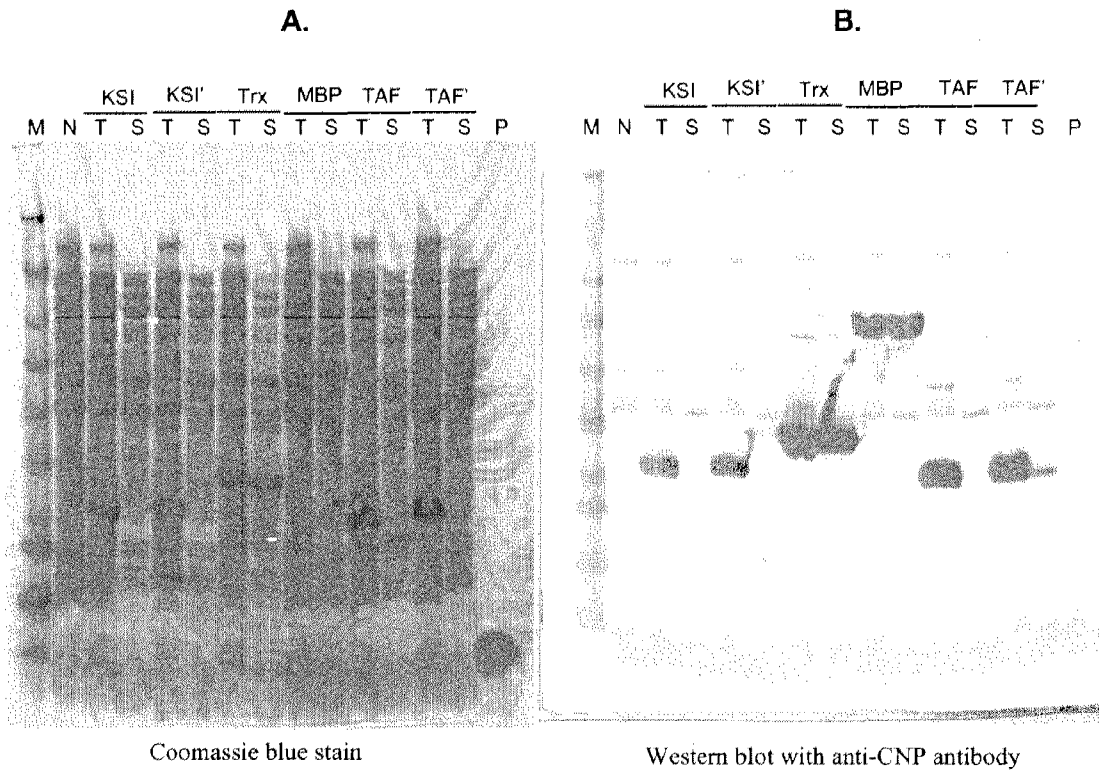 A.
KSI KSI' Trx MBP TAF TAF'
M N T S T S T S T S T S T S P
Coomassie blue stain
B.
KSI KSI' Trx MBP TAF TAF'
M N T S T S T S T S T S T S P
Western blot with anti-CNP antibody